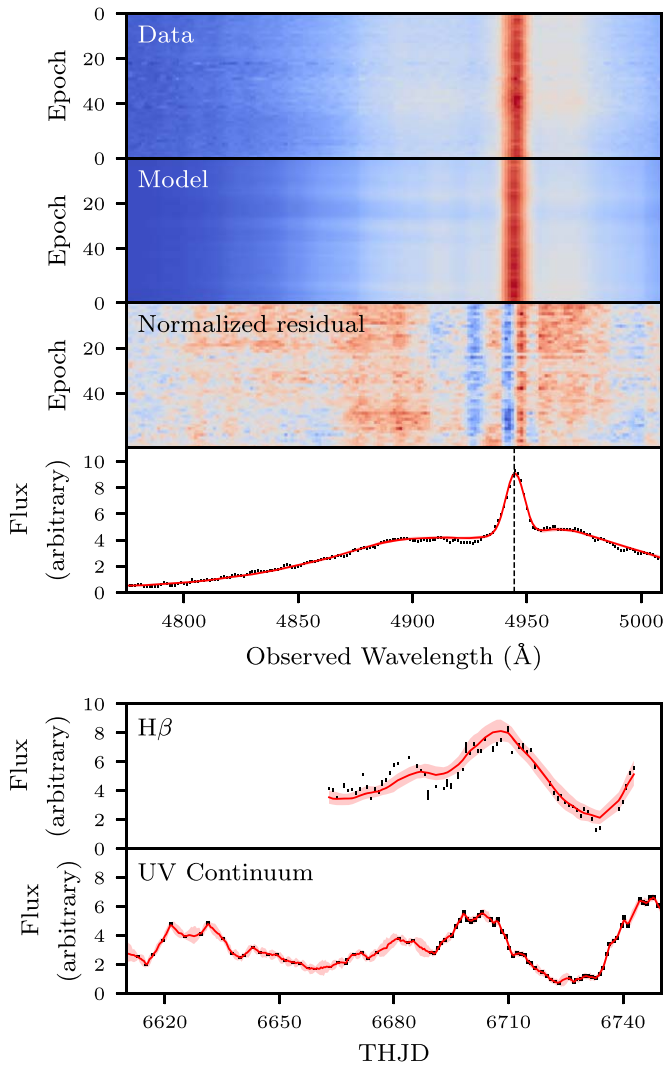 0
Data
20
40
Epoch
0
Model
20
40
Epoch
0
Normalized residual
20
40
Epoch
10
8
6
4
2
0
Flux
(arbitrary)
4800 4850 4900 4950 5000
Observed Wavelength (Å)
10
Hβ
8
6
4
2
0
Flux
(arbitrary)
UV Continuum
8
6
4
2
0
Flux
(arbitrary)
6620 6650 6680 6710 6740
THJD